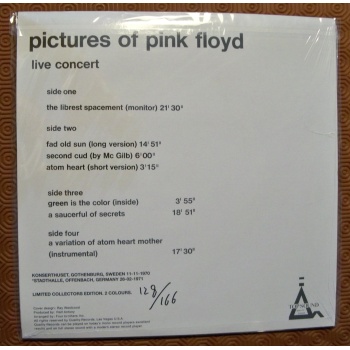 pictures of pink floyd
live concert
side one
the librest spacement (monitor) 21'30°
side two
fad old sun (long version) 14'51°
second cud (by Mc Gilb) 6'00°
atom heart (short version) 3'15°
side three
green is the color (inside) 3' 55°
a saucerful of secrets 18' 51°
side four
a variation of atom heart mother
(instrumental) 17'30°
KONSERTHUSET, GOTHENBURG, SWEDEN 11-11-1970
*STADTHALLE, OFFENBACH, GERMANY 26-02-1971
LIMITED COLLECTORS EDITION. 2 COLOURS. 128/166